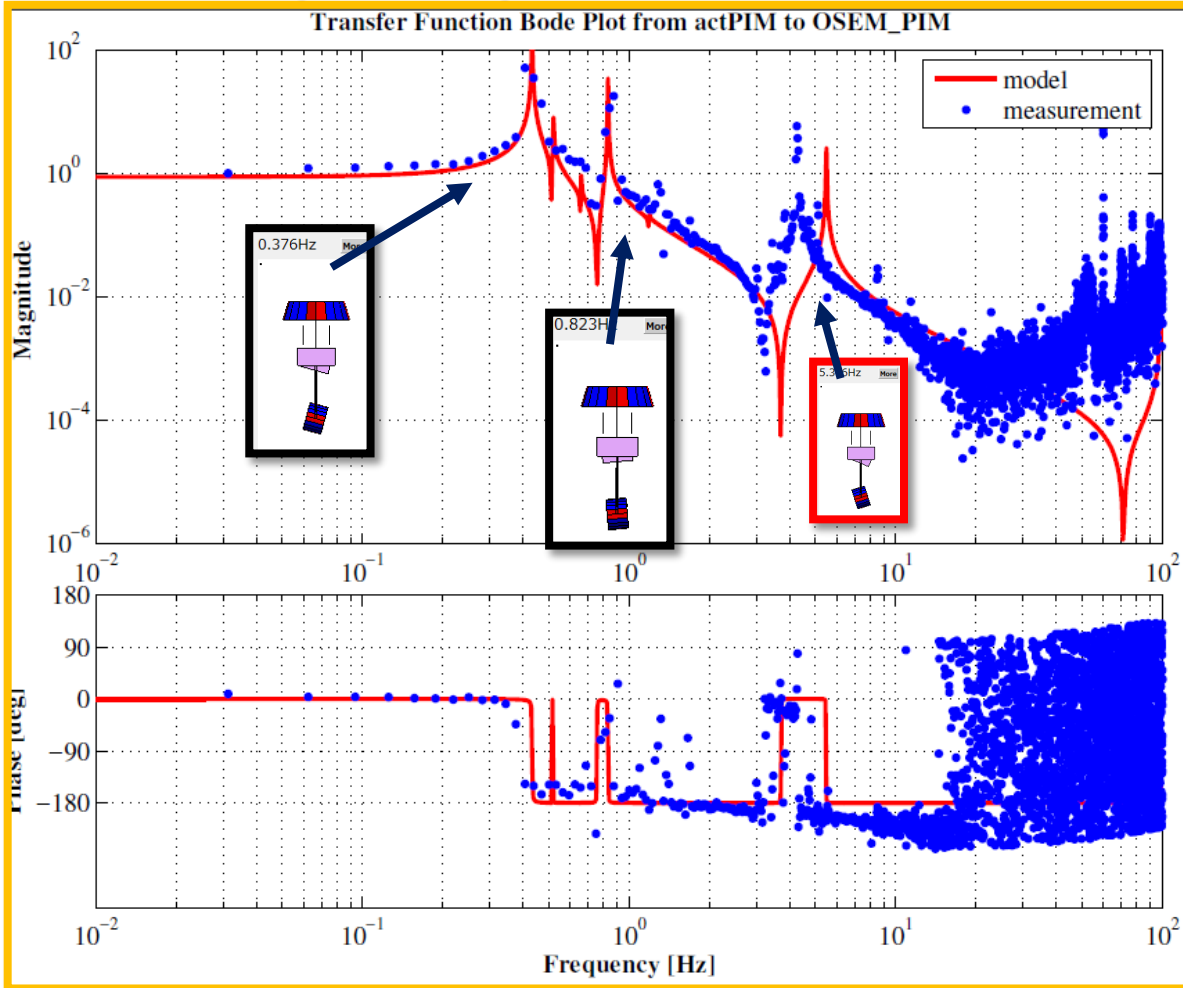 Transfer Function Bode Plot from actPIM to OSEM_PIM
10^2
10^0
10^-2
10^-4
10^-6
Magnitude
model
measurement
0.376Hz More
0.823Hz More
More
10^-2 10^-1 10^0 10^1 10^2
180
90
0
−90
−180
Phase [deg]
10^-2 10^-1 10^0 10^1 10^2
Frequency [Hz]